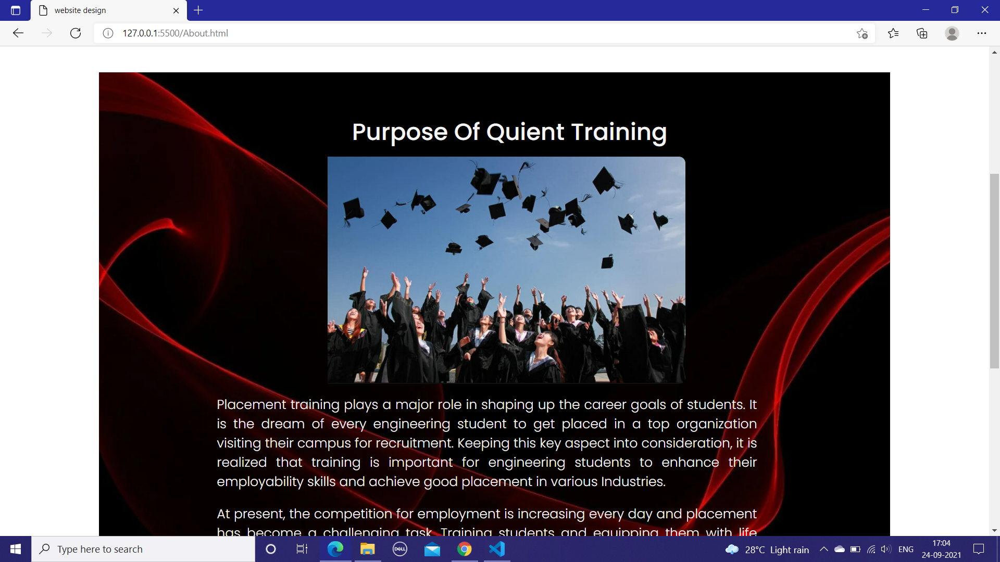 website design
127.0.0.1:5500/About.html
Purpose Of Quient Training
Placement training plays a major role in shaping up the career goals of students. It
is the dream of every engineering student to get placed in a top organization
visiting their campus for recruitment. Keeping this key aspect into consideration, it is
realized that training is important for engineering students to enhance their
employability skills and achieve good placement in various Industries.
At present, the competition for employment is increasing every day and placement
has become a challenging task. Training students and equipping them with life
Type here to search
DELL
28°C Light rain
ENG
17:04
24-09-2021